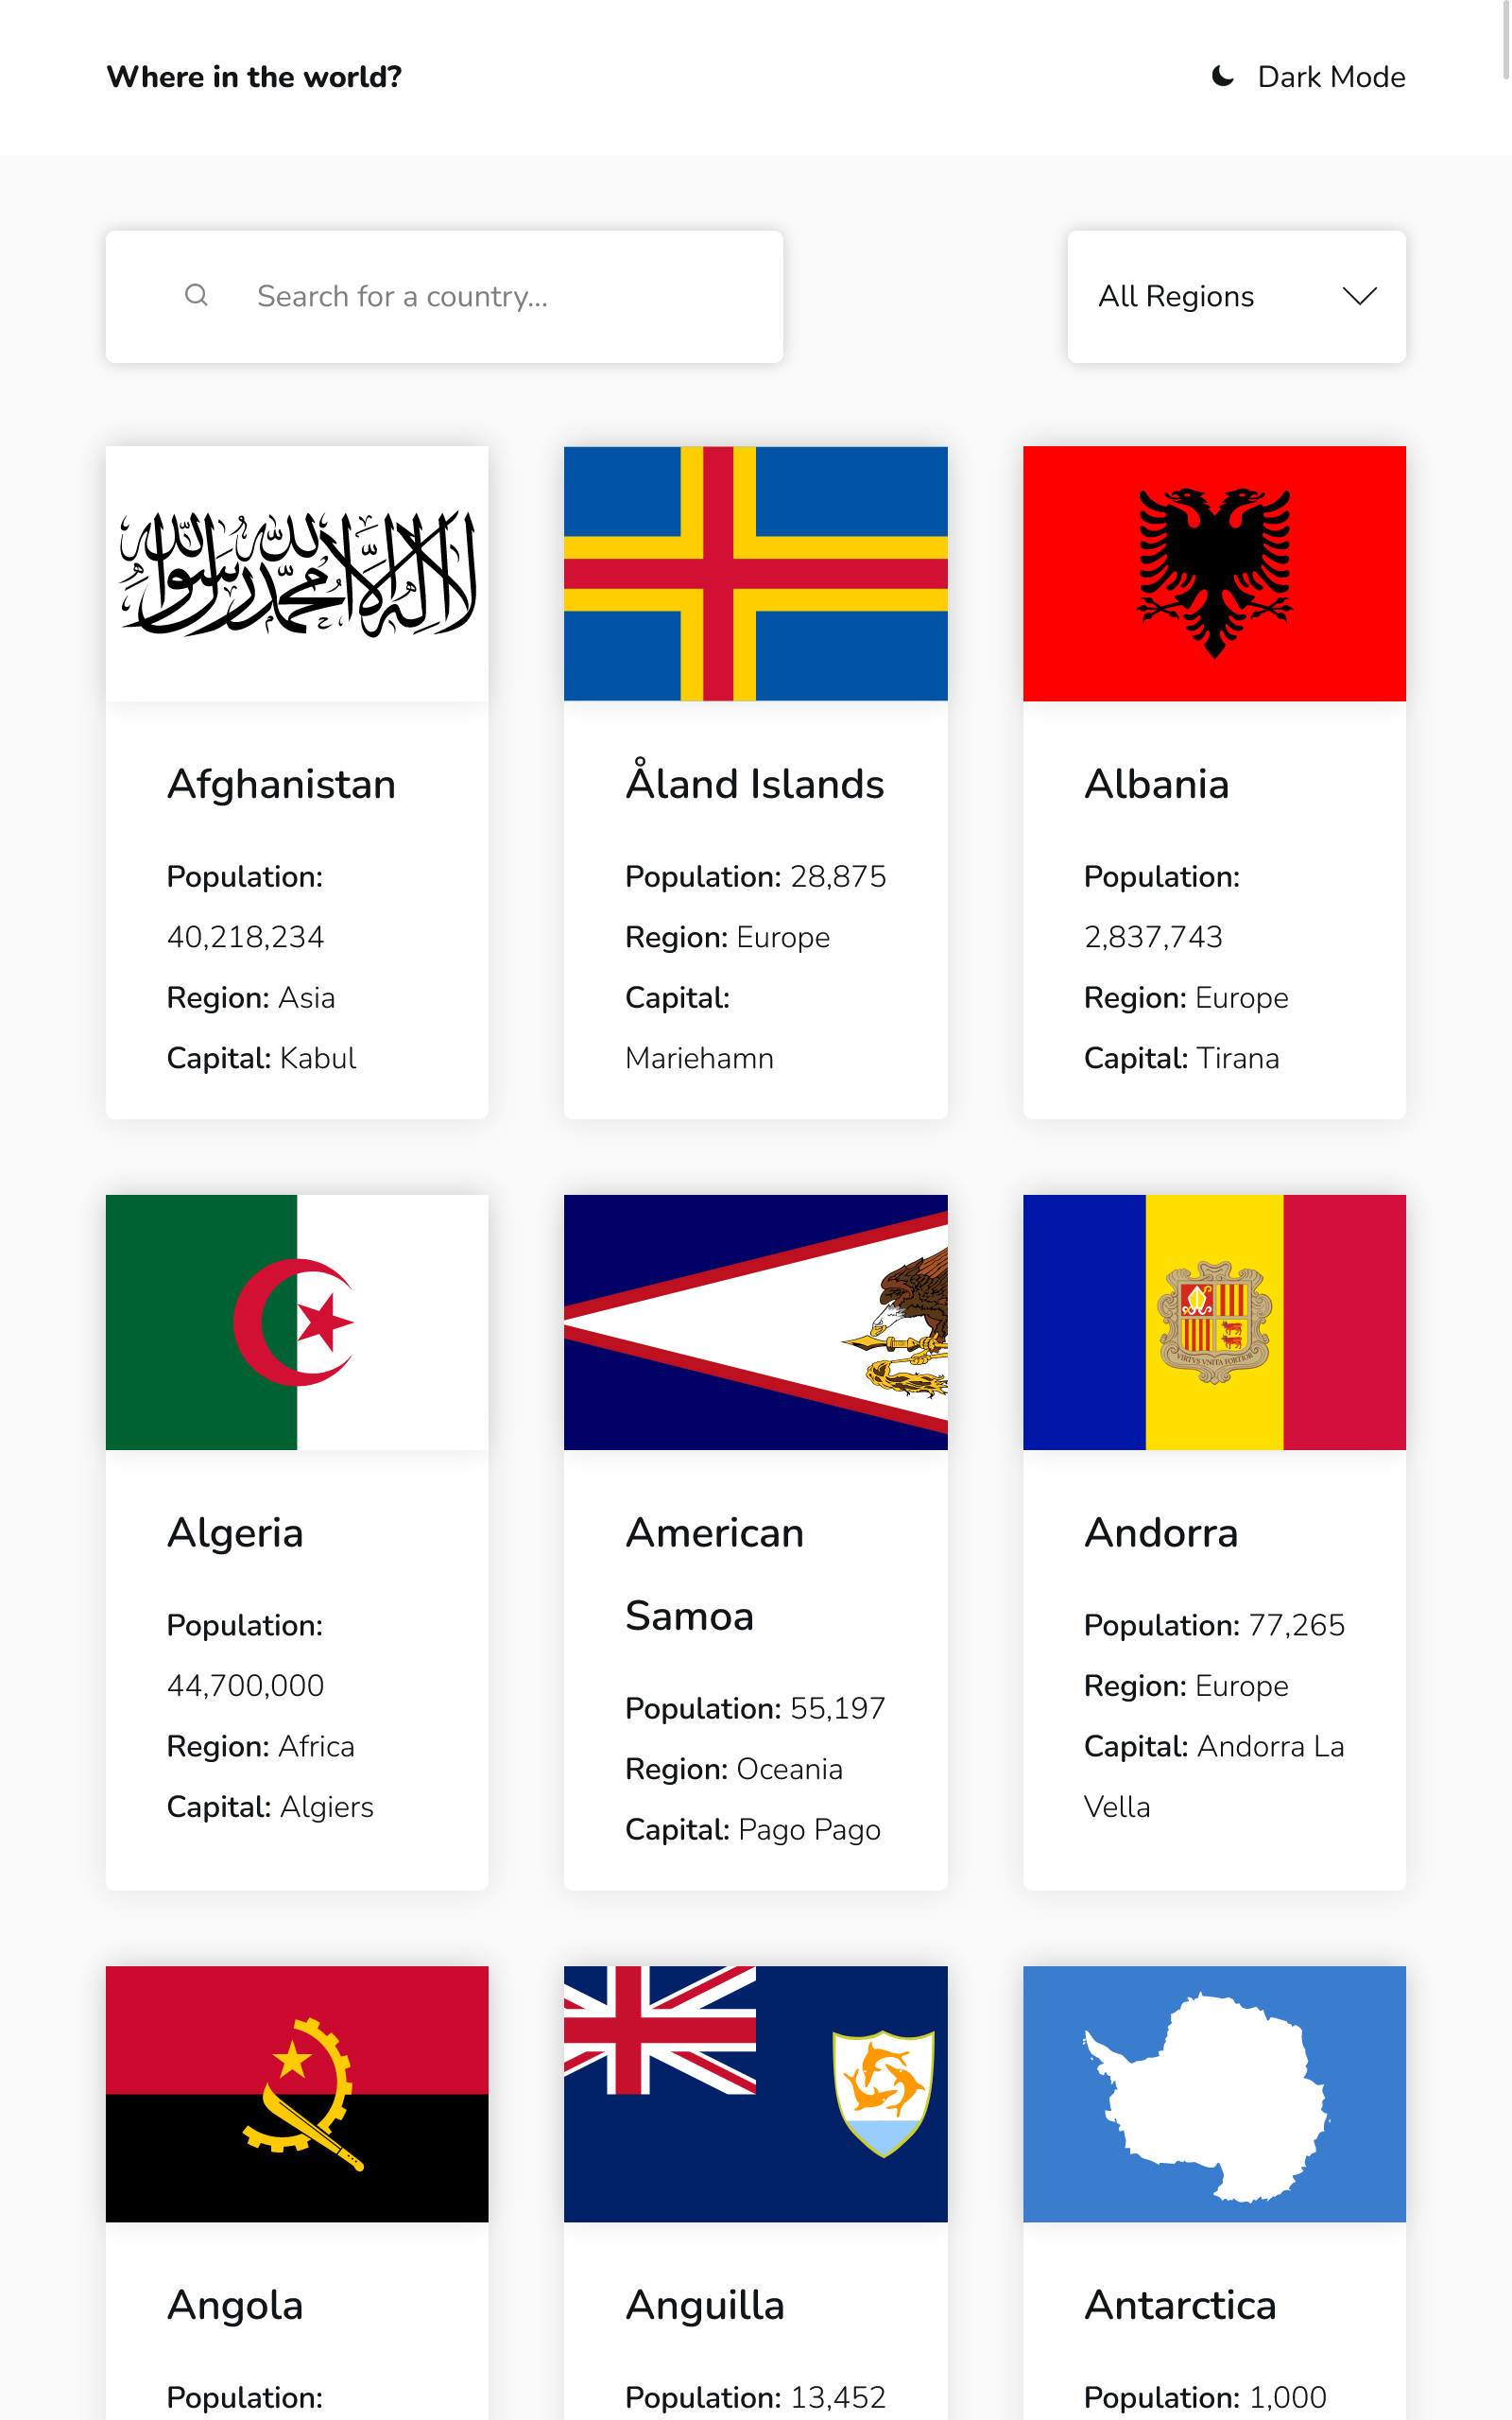 Where in the world?
Dark Mode
Search for a country...
All Regions
لا إله إلا الله محمد رسول الله
Afghanistan
Population:
40,218,234
Region: Asia
Capital: Kabul
Åland Islands
Population: 28,875
Region: Europe
Capital:
Mariehamn
Albania
Population:
2,837,743
Region: Europe
Capital: Tirana
Algeria
Population:
44,700,000
Region: Africa
Capital: Algiers
American
Samoa
Population: 55,197
Region: Oceania
Capital: Pago Pago
VIRTVS VNITA FORTIOR
Andorra
Population: 77,265
Region: Europe
Capital: Andorra La
Vella
Angola
Population:
Anguilla
Population: 13,452
Antarctica
Population: 1,000